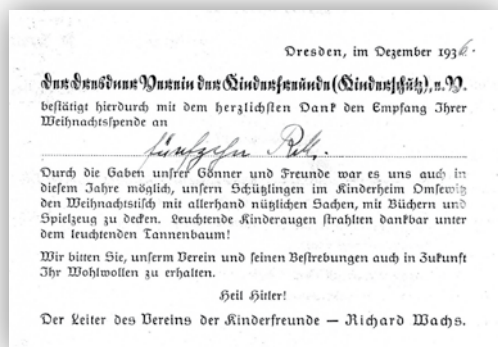 Dresden, im Dezember 1936.
Der Dresdner Verein der Kinderfreunde (Kinderschutz), e. V.
bestätigt hierdurch mit dem herzlichsten Dank den Empfang Ihrer
Weihnachtsspende an
fünfzehn RM.
Durch die Gaben unsrer Gönner und Freunde war es uns auch in
diesem Jahre möglich, unsern Schützlingen im Kinderheim Omsewitz
den Weihnachtstisch mit allerhand nützlichen Sachen, mit Büchern und
Spielzeug zu decken. Leuchtende Kinderaugen strahlten dankbar unter
dem leuchtenden Tannenbaum!
Wir bitten Sie, unserm Verein und seinen Bestrebungen auch in Zukunft
Ihr Wohlwollen zu erhalten.
Heil Hitler!
Der Leiter des Vereins der Kinderfreunde — Richard Wachs.